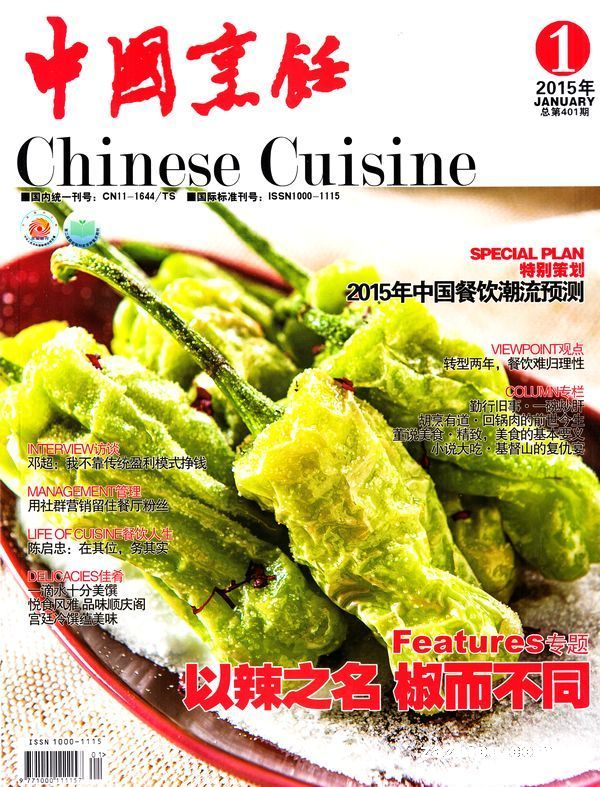 中国烹饪
1
2015年
JANUARY
总第401期
Chinese Cuisine
■国内统一刊号：CN11-1644/TS ■国际标准刊号：ISSN1000-1115
SPECIAL PLAN
特别策划
2015年中国餐饮潮流预测
VIEWPOINT观点
转型两年，餐饮难归理性
COLUMN专栏
勤行旧事·一碗炒肝
胡烹有道·回锅肉的前世今生
董说美食·精致，美食的基本要义
小说大吃·基督山的复仇宴
INTERVIEW访谈
邓超：我不靠传统盈利模式挣钱
MANAGEMENT管理
用社群营销留住餐厅粉丝
LIFE OF CUISINE餐饮人生
陈启忠：在其位，务其实
DELICACIES佳肴
一滴水十分美馔
悦食风雅 品味顺庆阁
宫廷冷馔蕴美味
Features专题
以辣之名 椒而不同
ISSN 1000-1115
01>
9 771000 111157